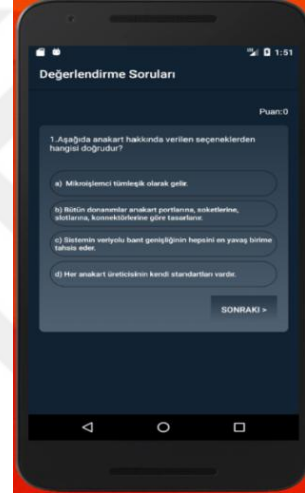 1:51
Değerlendirme Soruları
Puan:0
1.Aşağıda anakart hakkında verilen seçeneklerden
hangisi doğrudur?
a) Mikroişlemci tümleşik olarak gelir.
b) Bütün donanımlar anakart portlarına, soketlerine,
slotlarına, konnektörlerine göre tasarlanır.
c) Sistemin veriyolu bant genişliğinin hepsini en yavaş birime
tahsis eder.
d) Her anakart üreticisinin kendi standartları vardır.
SONRAKI >